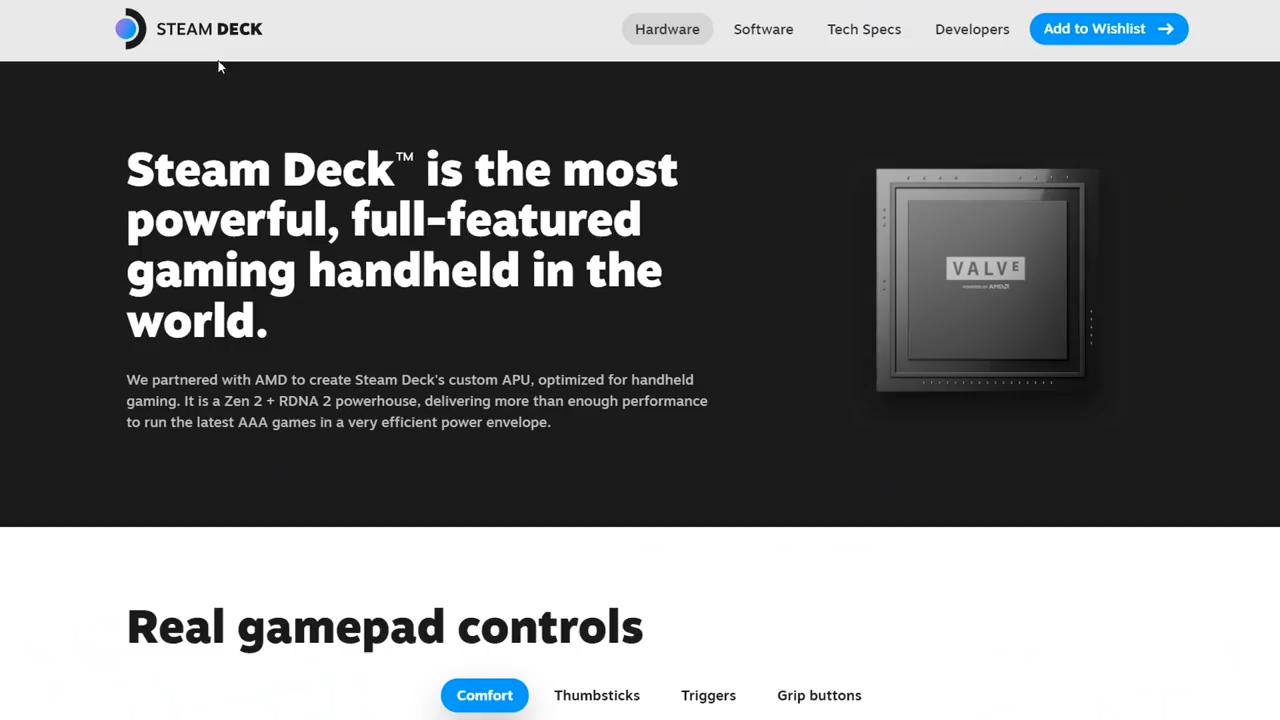 STEAM DECK
Hardware
Software
Tech Specs
Developers
Add to Wishlist
Steam Deck™ is the most
powerful, full-featured
gaming handheld in the
world.
We partnered with AMD to create Steam Deck's custom APU, optimized for handheld
gaming. It is a Zen 2 + RDNA 2 powerhouse, delivering more than enough performance
to run the latest AAA games in a very efficient power envelope.
VALVE
POWERED BY AMD
Real gamepad controls
Comfort
Thumbsticks
Triggers
Grip buttons